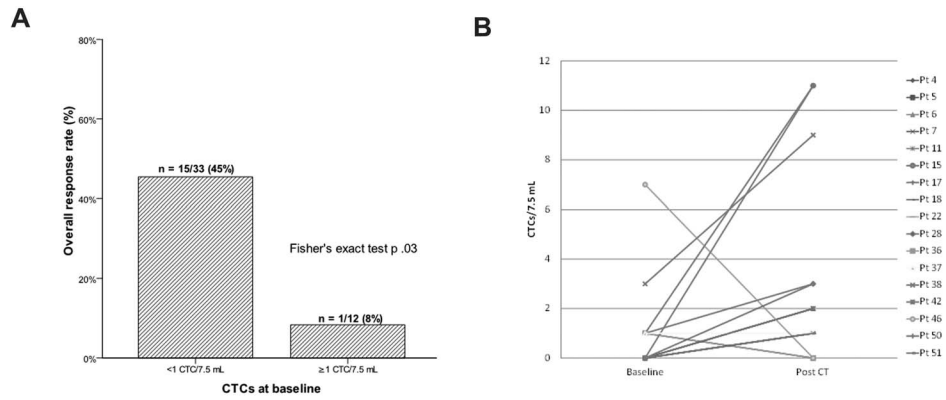 A
80%
60%
40%
20%
0%
Overall response rate (%)
n = 15/33 (45%)
Fisher's exact test p .03
n = 1/12 (8%)
<1 CTC/7.5 mL
≥1 CTC/7.5 mL
CTCs at baseline
B
12
10
8
6
4
2
0
CTCs/7.5 mL
Baseline
Post CT
Pt 4
Pt 5
Pt 6
Pt 7
Pt 11
Pt 15
Pt 17
Pt 18
Pt 22
Pt 28
Pt 36
Pt 37
Pt 38
Pt 42
Pt 46
Pt 50
Pt 51